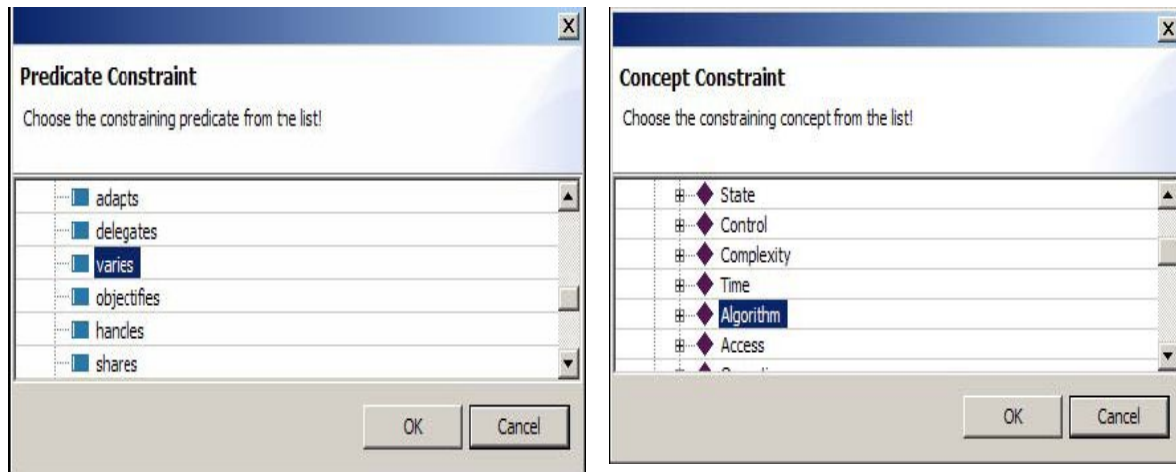 X
Predicate Constraint
Choose the constraining predicate from the list!
adapts
delegates
varies
objectifies
handles
shares
OK
Cancel
X
Concept Constraint
Choose the constraining concept from the list!
State
Control
Complexity
Time
Algorithm
Access
OK
Cancel